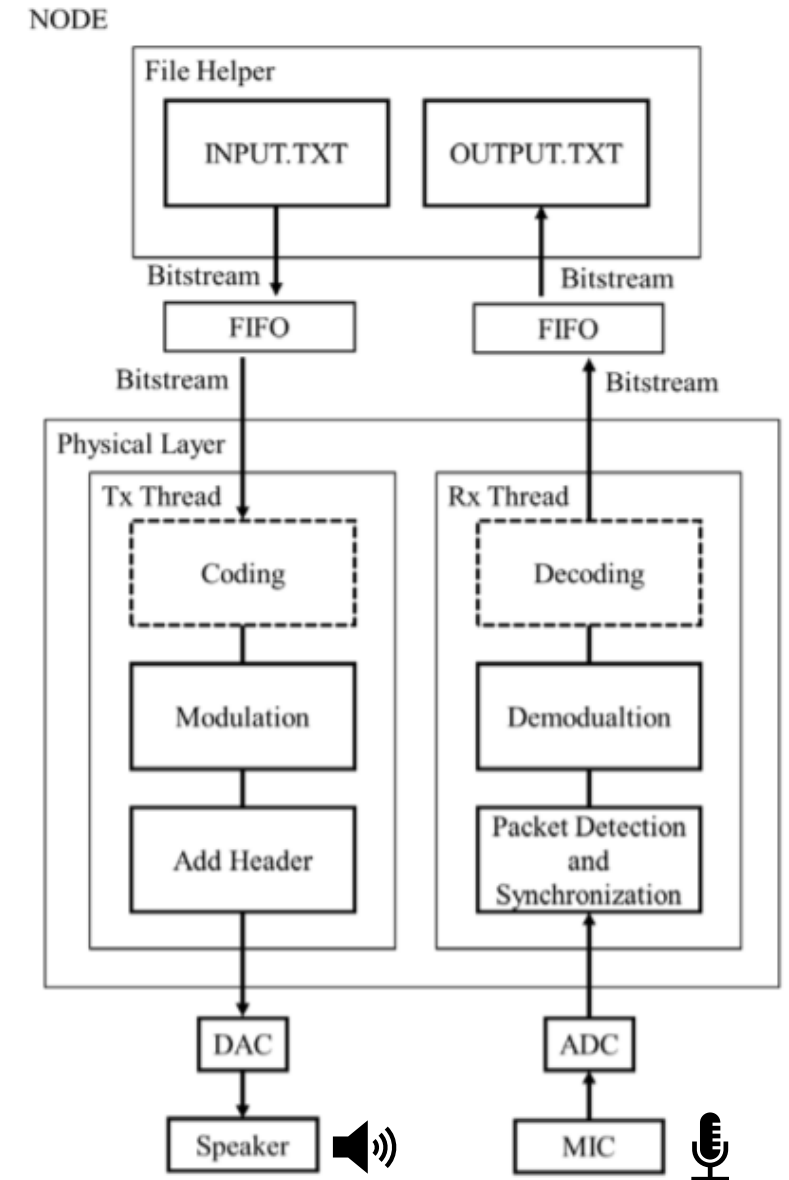 NODE
File Helper
INPUT.TXT
OUTPUT.TXT
Bitstream
Bitstream
FIFO
FIFO
Bitstream
Bitstream
Physical Layer
Tx Thread
Rx Thread
Coding
Decoding
Modulation
Demodualtion
Add Header
Packet Detection
and
Synchronization
DAC
ADC
Speaker
MIC